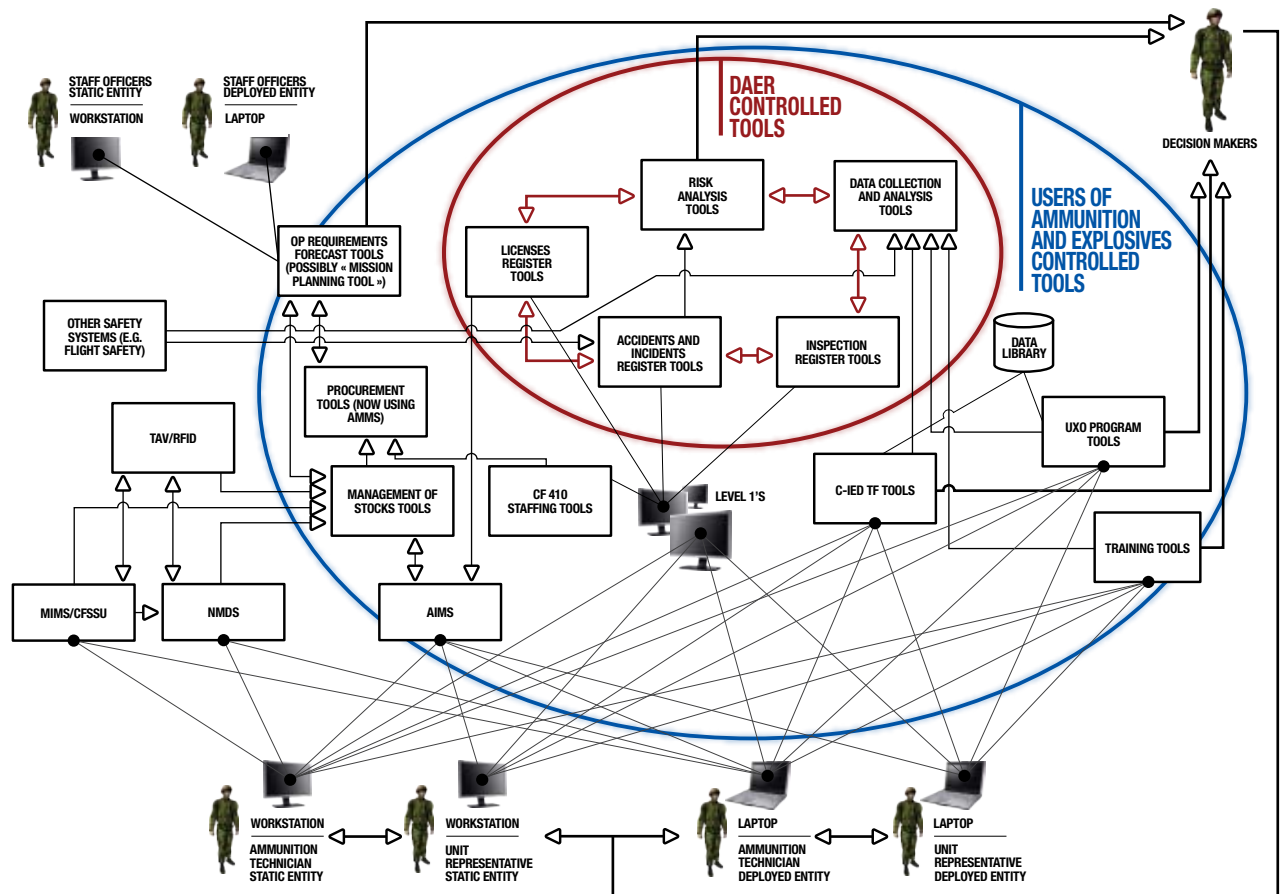 STAFF OFFICERS
STATIC ENTITY
WORKSTATION
STAFF OFFICERS
DEPLOYED ENTITY
LAPTOP
DECISION MAKERS
DAER
CONTROLLED
TOOLS
USERS OF
AMMUNITION
AND EXPLOSIVES
CONTROLLED
TOOLS
RISK
ANALYSIS
TOOLS
DATA COLLECTION
AND ANALYSIS
TOOLS
OP REQUIREMENTS
FORECAST TOOLS
(POSSIBLY « MISSION
PLANNING TOOL »)
LICENSES
REGISTER
TOOLS
OTHER SAFETY
SYSTEMS (E.G.
FLIGHT SAFETY)
ACCIDENTS AND
INCIDENTS
REGISTER TOOLS
INSPECTION
REGISTER TOOLS
DATA
LIBRARY
PROCUREMENT
TOOLS (NOW USING
AMMS)
TAV/RFID
UXO PROGRAM
TOOLS
MANAGEMENT OF
STOCKS TOOLS
CF 410
STAFFING TOOLS
LEVEL 1'S
C-IED TF TOOLS
TRAINING TOOLS
MIMS/CFSSU
NMDS
AIMS
WORKSTATION
AMMUNITION
TECHNICIAN
STATIC ENTITY
WORKSTATION
UNIT
REPRESENTATIVE
STATIC ENTITY
LAPTOP
AMMUNITION
TECHNICIAN
DEPLOYED ENTITY
LAPTOP
UNIT
REPRESENTATIVE
DEPLOYED ENTITY